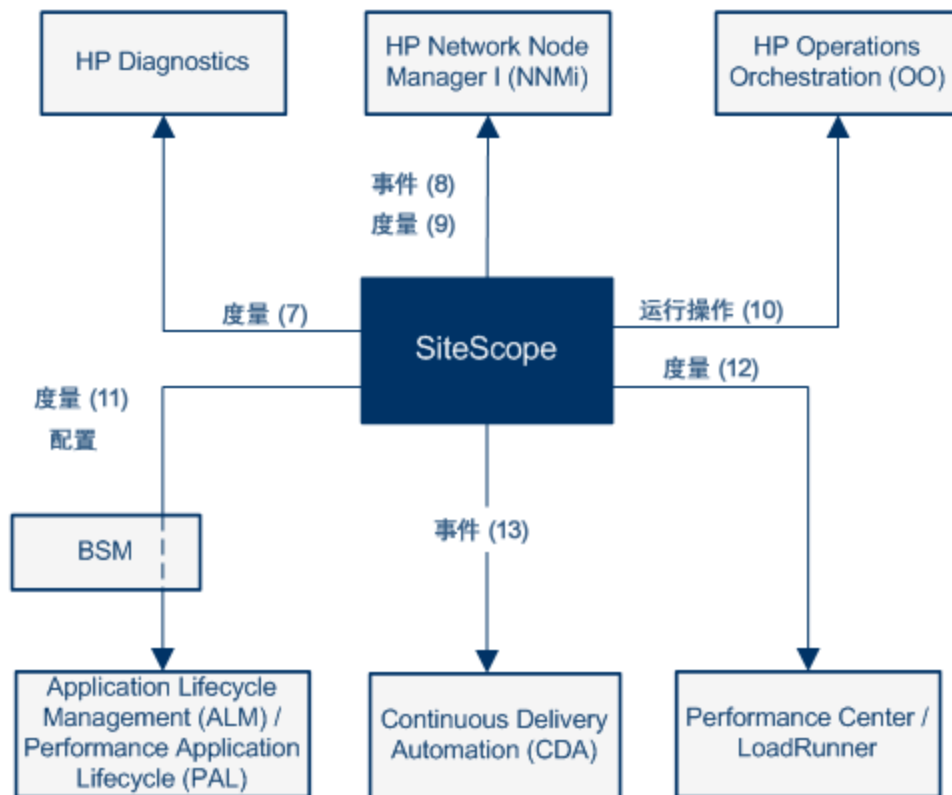 HP Diagnostics
HP Network Node
Manager I (NNMi)
HP Operations
Orchestration (OO)
事件 (8)
度量 (9)
度量 (7)
SiteScope
运行操作 (10)
度量 (11)
配置
度量 (12)
BSM
事件 (13)
Application Lifecycle
Management (ALM) /
Performance Application
Lifecycle (PAL)
Continuous Delivery
Automation (CDA)
Performance Center /
LoadRunner